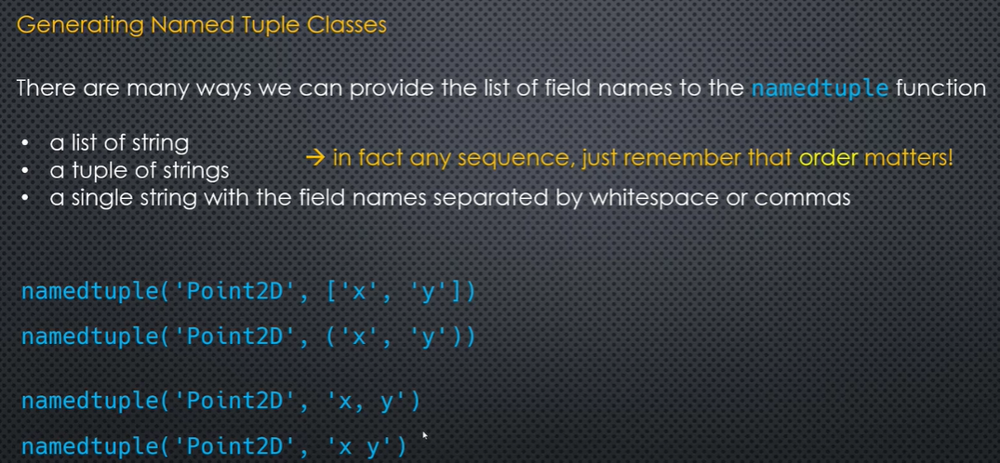 Generating Named Tuple Classes
There are many ways we can provide the list of field names to the namedtuple function
• a list of string
→ in fact any sequence, just remember that order matters!
• a tuple of strings
• a single string with the field names separated by whitespace or commas
namedtuple('Point2D', ['x', 'y'])
namedtuple('Point2D', ('x', 'y'))
namedtuple('Point2D', 'x, y')
namedtuple('Point2D', 'x y')